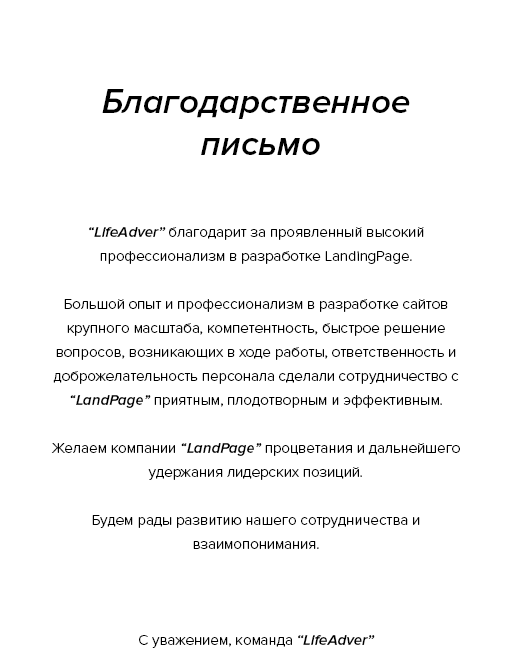 Благодарственное
письмо
“LifeAdver” благодарит за проявленный высокий
профессионализм в разработке LandingPage.
Большой опыт и профессионализм в разработке сайтов
крупного масштаба, компетентность, быстрое решение
вопросов, возникающих в ходе работы, ответственность и
доброжелательность персонала сделали сотрудничество с
“LandPage” приятным, плодотворным и эффективным.
Желаем компании “LandPage” процветания и дальнейшего
удержания лидерских позиций.
Будем рады развитию нашего сотрудничества и
взаимопонимания.
С уважением, команда “LifeAdver”